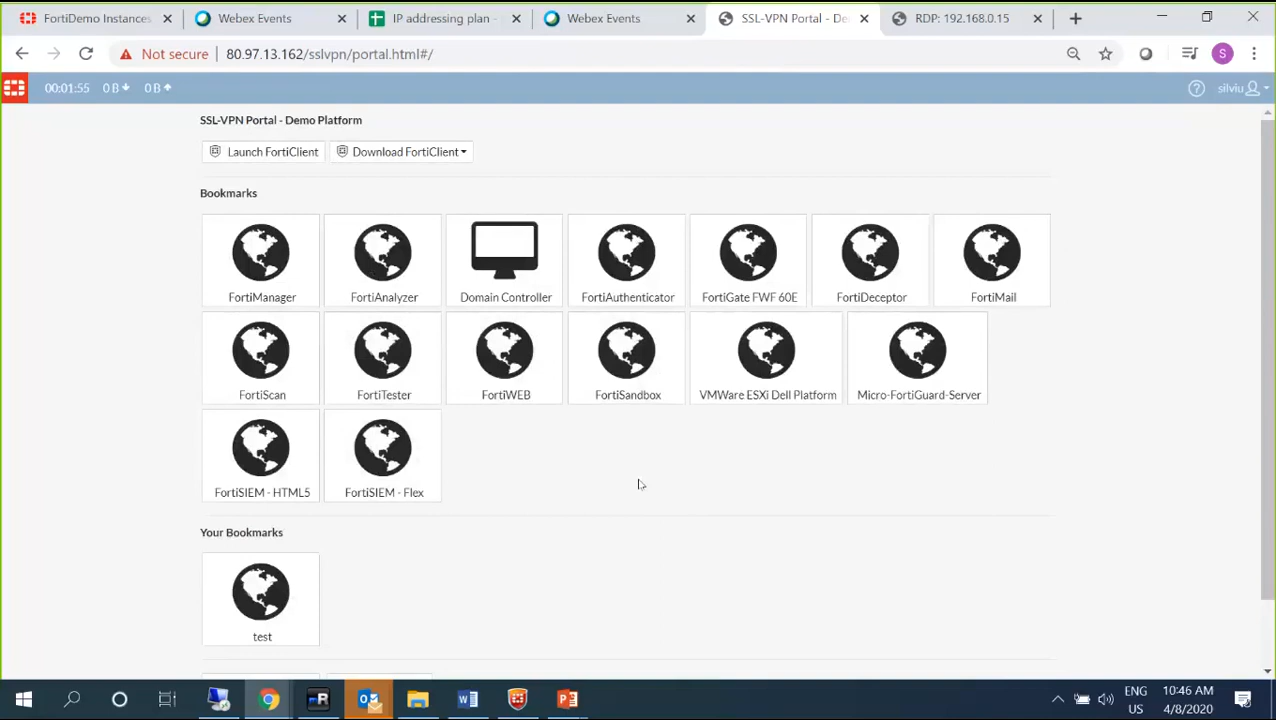 FortiDemo Instances
Webex Events
IP addressing plan -
Webex Events
SSL-VPN Portal - De
RDP: 192.168.0.15
Not secure
80.97.13.162/sslvpn/portal.html#/
S
00:01:55
0 B
0 B
silviu
SSL-VPN Portal - Demo Platform
Launch FortiClient
Download FortiClient
Bookmarks
FortiManager
FortiAnalyzer
Domain Controller
FortiAuthenticator
FortiGate FWF 60E
FortiDeceptor
FortiMail
FortiScan
FortiTester
FortiWEB
FortiSandbox
VMWare ESXi Dell Platform
Micro-FortiGuard-Server
FortiSIEM - HTML5
FortiSIEM - Flex
Your Bookmarks
test
ENG
US
10:46 AM
4/8/2020